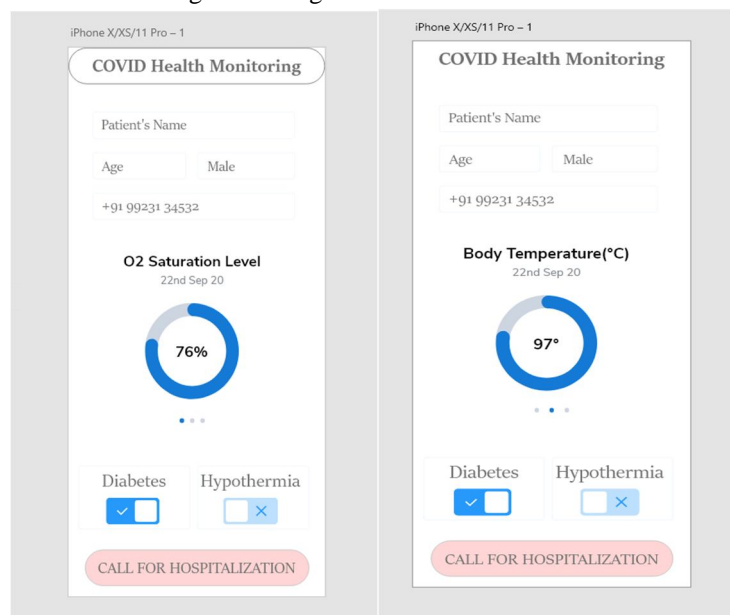 iPhone X/XS/11 Pro – 1
COVID Health Monitoring
Patient's Name
Age Male
+91 99231 34532
O2 Saturation Level
22nd Sep 20
76%
Diabetes Hypothermia
CALL FOR HOSPITALIZATION
iPhone X/XS/11 Pro – 1
COVID Health Monitoring
Patient's Name
Age Male
+91 99231 34532
Body Temperature(°C)
22nd Sep 20
97°
Diabetes Hypothermia
CALL FOR HOSPITALIZATION